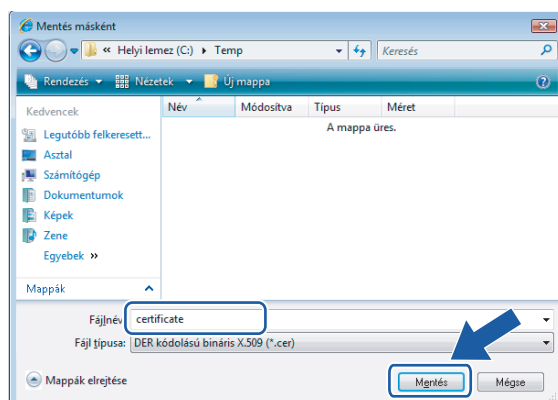 Mentés másként
« Helyi lemez (C:) Temp Keresés
Rendezés Nézetek Új mappa
Kedvencek
Név Módosítva Típus Méret
A mappa üres.
Legutóbb felkeresett...
Asztal
Számítógép
Dokumentumok
Képek
Zene
Egyebek »
Mappák
Fájlnév: certificate
Fájl típusa: DER kódolású bináris X.509 (*.cer)
Mappák elrejtése Mentés Mégse